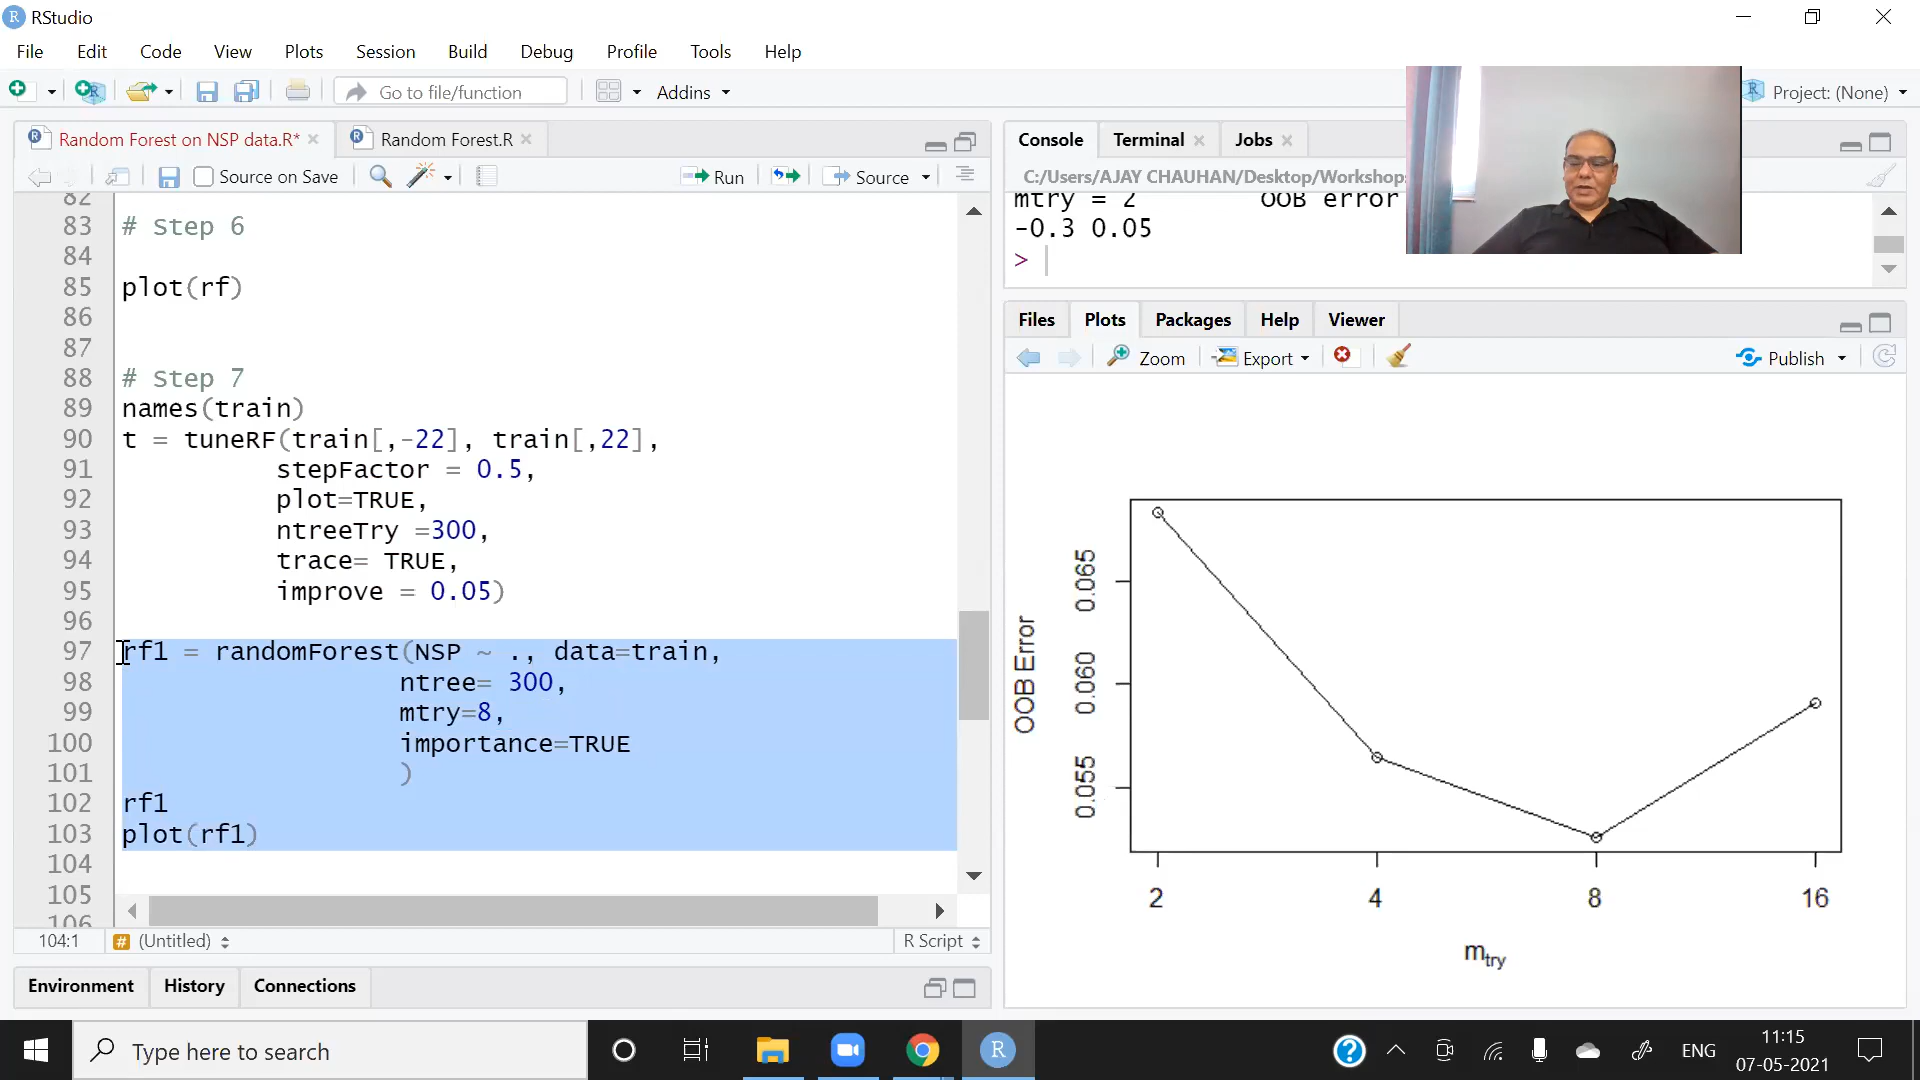 RStudio
File Edit Code View Plots Session Build Debug Profile Tools Help
Go to file/function
Addins
Project: (None)
Random Forest on NSP data.R*
Random Forest.R
Source on Save
Run
Source
82
83 # Step 6
84
85 plot(rf)
86
87
88 # Step 7
89 names(train)
90 t = tuneRF(train[,-22], train[,22],
91 stepFactor = 0.5,
92 plot=TRUE,
93 ntreeTry =300,
94 trace= TRUE,
95 improve = 0.05)
96
97 rf1 = randomForest(NSP ~ ., data=train,
98 ntree= 300,
99 mtry=8,
100 importance=TRUE
101 )
102 rf1
103 plot(rf1)
104
105
106
104:1 # (Untitled)
R Script
Environment History Connections
Console Terminal Jobs
C:/Users/AJAY CHAUHAN/Desktop/Workshops
mtry = 2 OOB error
-0.3 0.05
>
Files Plots Packages Help Viewer
Zoom Export Publish
OOB Error
0.065
0.060
0.055
2 4 8 16
mtry
Type here to search
R
ENG
11:15
07-05-2021